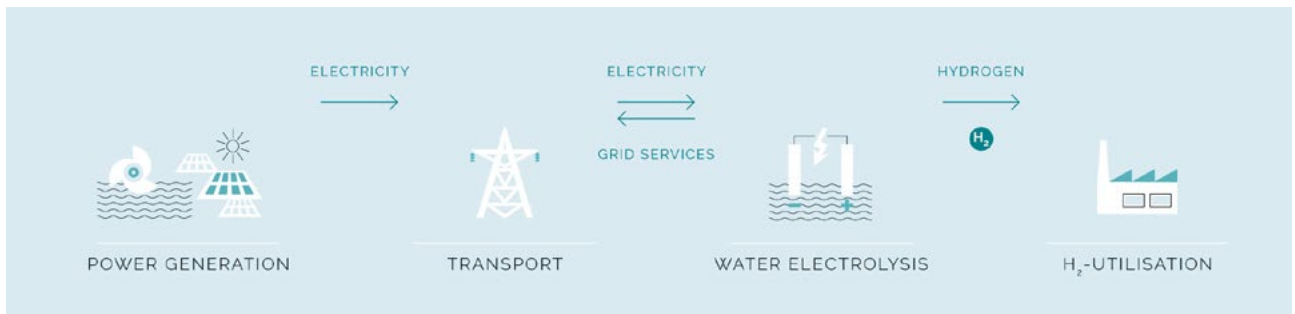 ELECTRICITY
ELECTRICITY
HYDROGEN
H₂
GRID SERVICES
− +
POWER GENERATION
TRANSPORT
WATER ELECTROLYSIS
H₂-UTILISATION